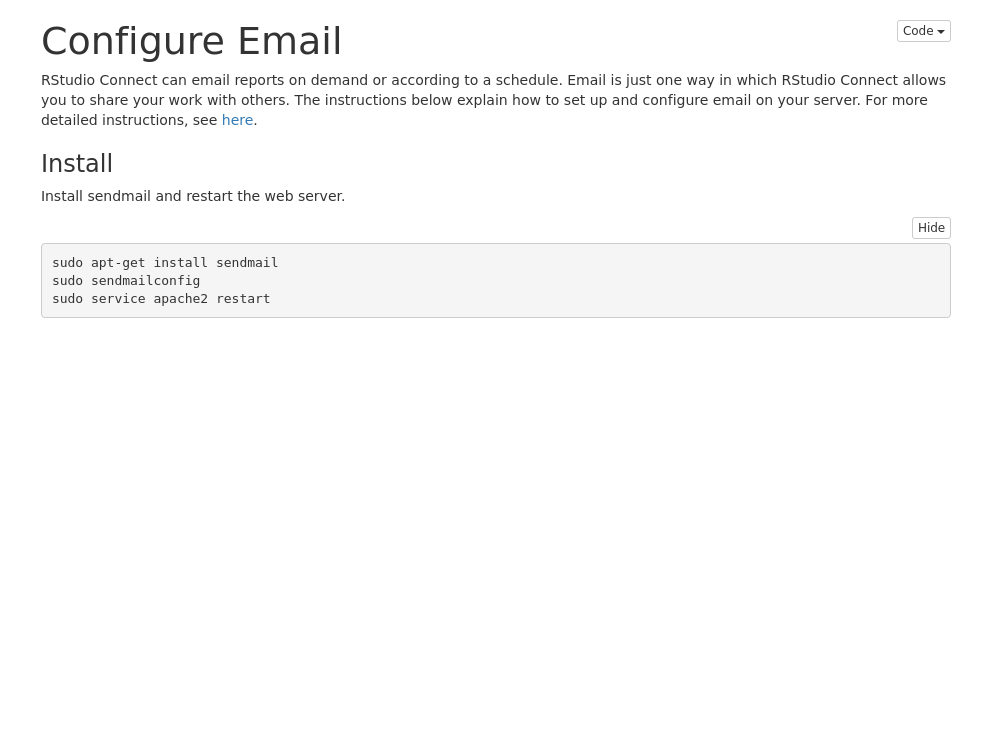 Configure Email
Code
RStudio Connect can email reports on demand or according to a schedule. Email is just one way in which RStudio Connect allows
you to share your work with others. The instructions below explain how to set up and configure email on your server. For more
detailed instructions, see here.
Install
Install sendmail and restart the web server.
Hide
sudo apt-get install sendmail
sudo sendmailconfig
sudo service apache2 restart